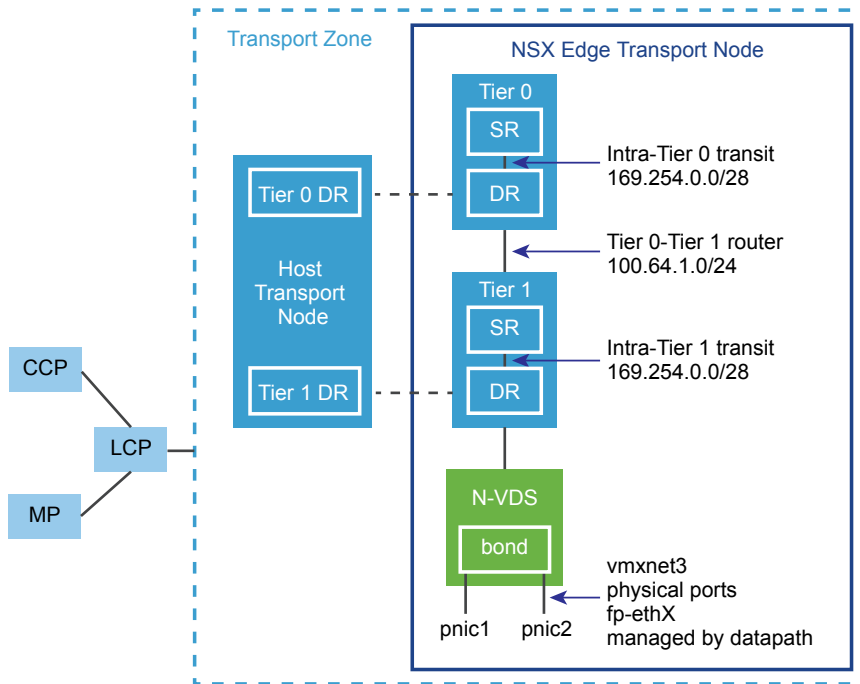 Transport Zone
NSX Edge Transport Node
Tier 0
SR
DR
Intra-Tier 0 transit
169.254.0.0/28
Tier 0-Tier 1 router
100.64.1.0/24
Tier 1
SR
DR
Intra-Tier 1 transit
169.254.0.0/28
Tier 0 DR
Host
Transport
Node
Tier 1 DR
CCP
LCP
MP
N-VDS
bond
pnic1
pnic2
vmxnet3
physical ports
fp-ethX
managed by datapath